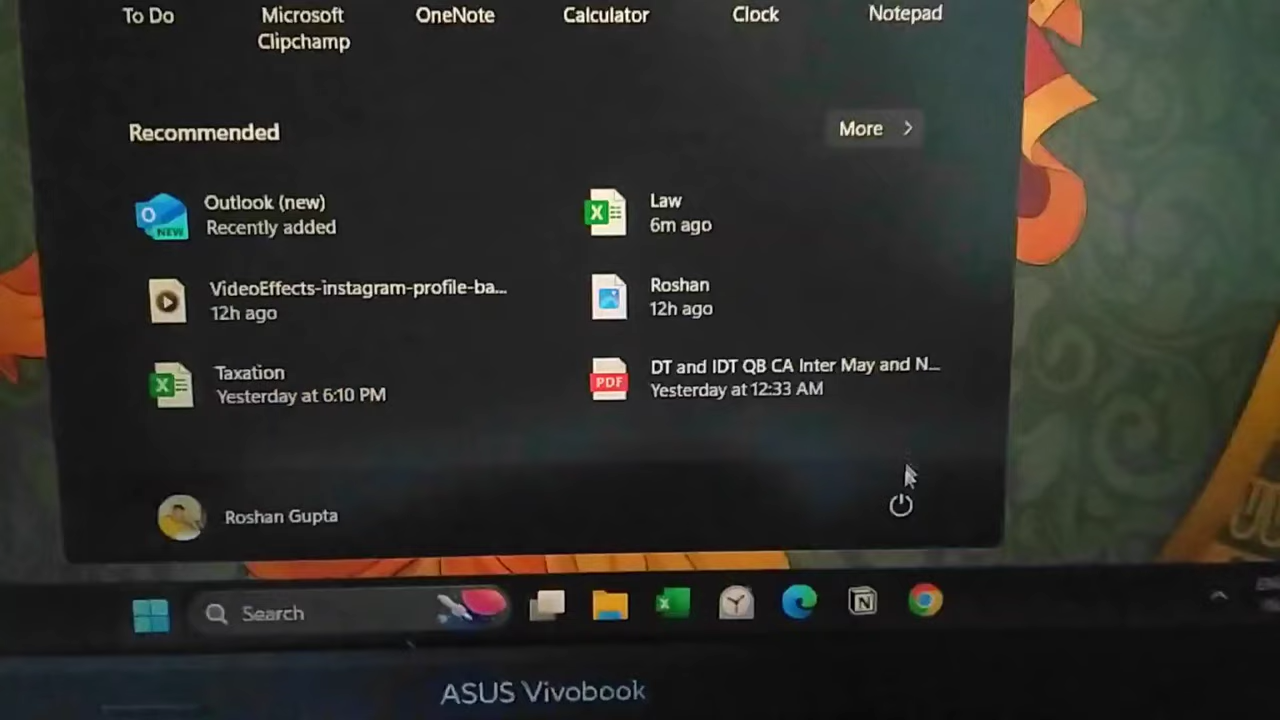 To Do
Microsoft
Clipchamp
OneNote
Calculator
Clock
Notepad
Recommended
More
Outlook (new)
Recently added
NEW
Law
6m ago
VideoEffects-instagram-profile-ba...
12h ago
Roshan
12h ago
Taxation
Yesterday at 6:10 PM
PDF
DT and IDT QB CA Inter May and N...
Yesterday at 12:33 AM
Roshan Gupta
Search
ASUS Vivobook